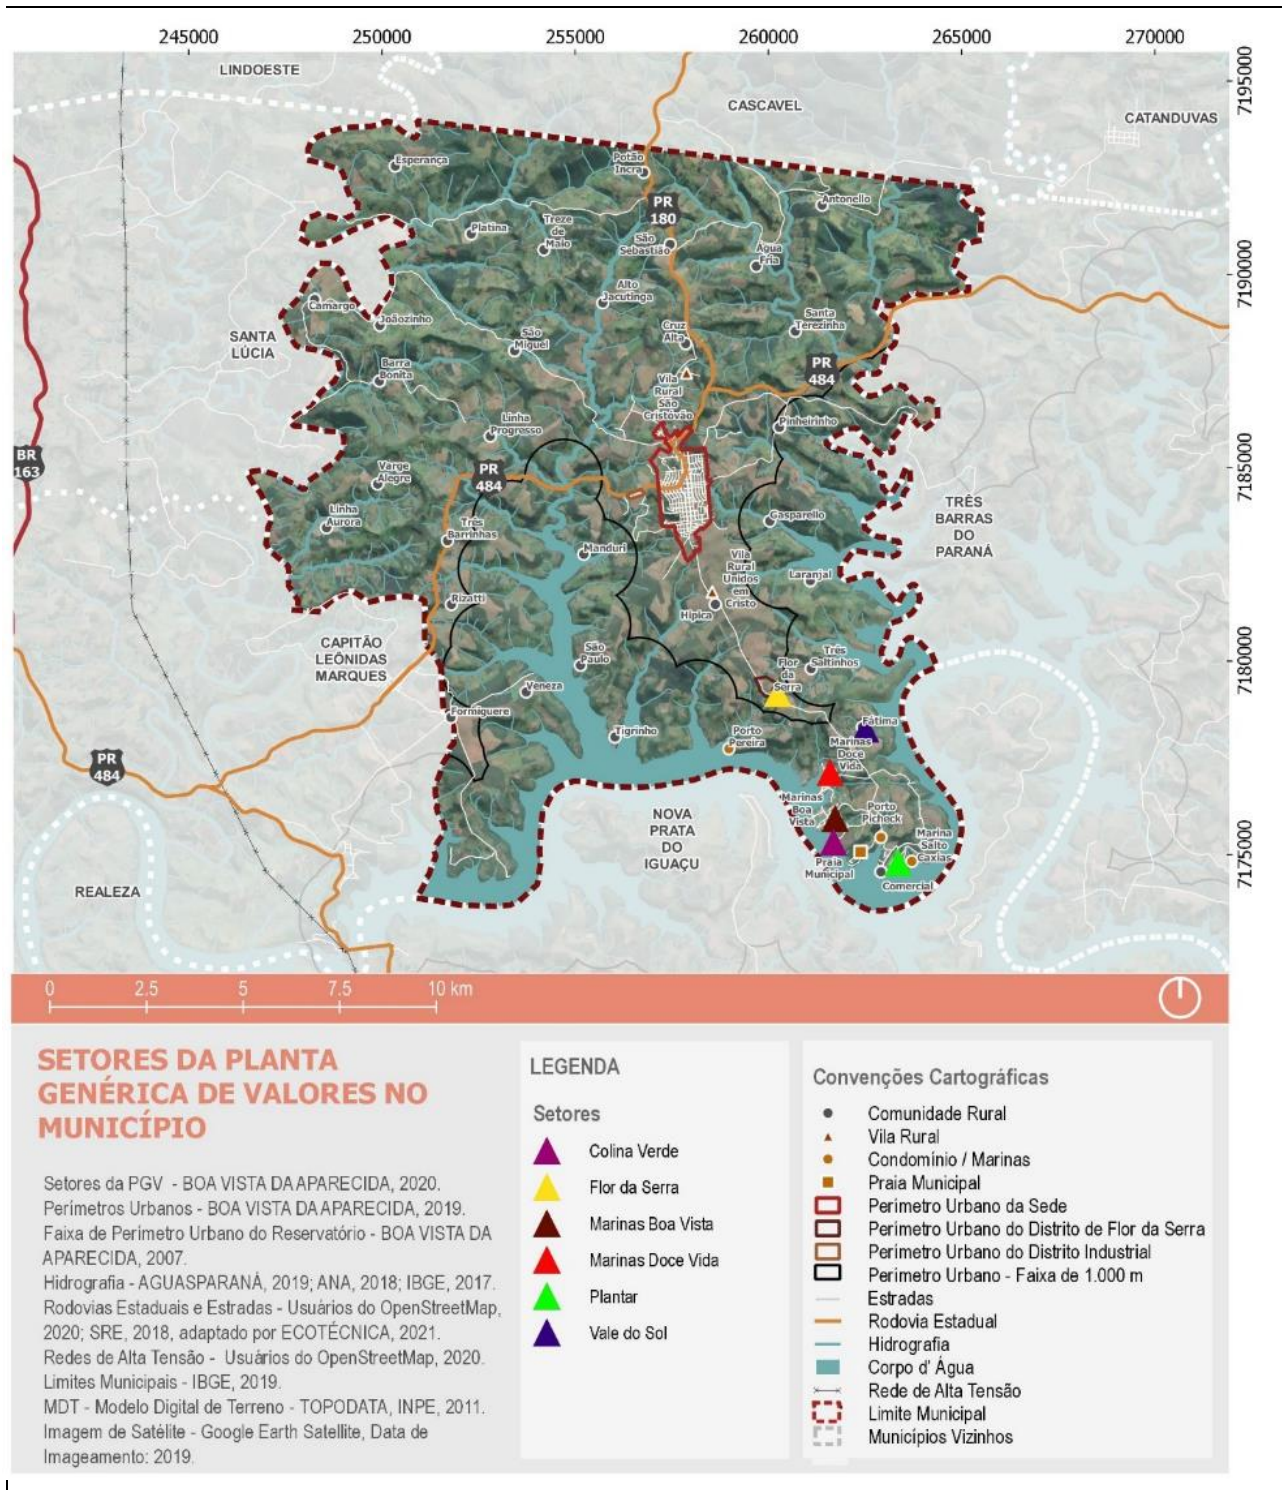 245000
250000
255000
260000
265000
270000
7195000
7190000
7185000
7180000
7175000
LINDOESTE
CASCAVEL
CATANDUVAS
Esperança
Potão
Incra
Antonello
PR
180
Platina
Treze
de
Maio
São
Sebastião
Água
Fria
Alto
Jacutinga
Camargo
Joãozinho
Santa
Terezinha
SANTA
LÚCIA
São
Miguel
Cruz
Alta
Barra
Bonita
PR
484
Vila
Rural
São
Cristóvão
Linha
Progresso
Pinheirinho
BR
163
Varge
Alegre
PR
484
Linha
Aurora
Três
Barrinhas
Gasparello
TRÊS
BARRAS
DO
PARANÁ
Manduri
Vila
Rural
Unidos
em
Cristo
Laranjal
Rizatti
Hípica
CAPITÃO
LEÔNIDAS
MARQUES
São
Paulo
Flor
da
Serra
Três
Saltinhos
Veneza
Formiguere
Tigrinho
Porto
Pereira
Fátima
Marinas
Doce
Vida
PR
484
Marinas
Boa
Vista
Porto
Picheck
NOVA
PRATA
DO
IGUAÇU
Marina
Salto
Caxias
Praia
Municipal
Comercial
REALEZA
0
2.5
5
7.5
10 km
SETORES DA PLANTA
GENÉRICA DE VALORES NO
MUNICÍPIO
Setores da PGV - BOA VISTA DA APARECIDA, 2020.
Perímetros Urbanos - BOA VISTA DA APARECIDA, 2019.
Faixa de Perímetro Urbano do Reservatório - BOA VISTA DA
APARECIDA, 2007.
Hidrografia - AGUASPARANÁ, 2019; ANA, 2018; IBGE, 2017.
Rodovias Estaduais e Estradas - Usuários do OpenStreetMap,
2020; SRE, 2018, adaptado por ECOTÉCNICA, 2021.
Redes de Alta Tensão - Usuários do OpenStreetMap, 2020.
Limites Municipais - IBGE, 2019.
MDT - Modelo Digital de Terreno - TOPODATA, INPE, 2011.
Imagem de Satélite - Google Earth Satellite, Data de
Imageamento: 2019.
LEGENDA
Setores
Colina Verde
Flor da Serra
Marinas Boa Vista
Marinas Doce Vida
Plantar
Vale do Sol
Convenções Cartográficas
Comunidade Rural
Vila Rural
Condomínio / Marinas
Praia Municipal
Perímetro Urbano da Sede
Perímetro Urbano do Distrito de Flor da Serra
Perímetro Urbano do Distrito Industrial
Perímetro Urbano - Faixa de 1.000 m
Estradas
Rodovia Estadual
Hidrografia
Corpo d' Água
Rede de Alta Tensão
Limite Municipal
Municípios Vizinhos